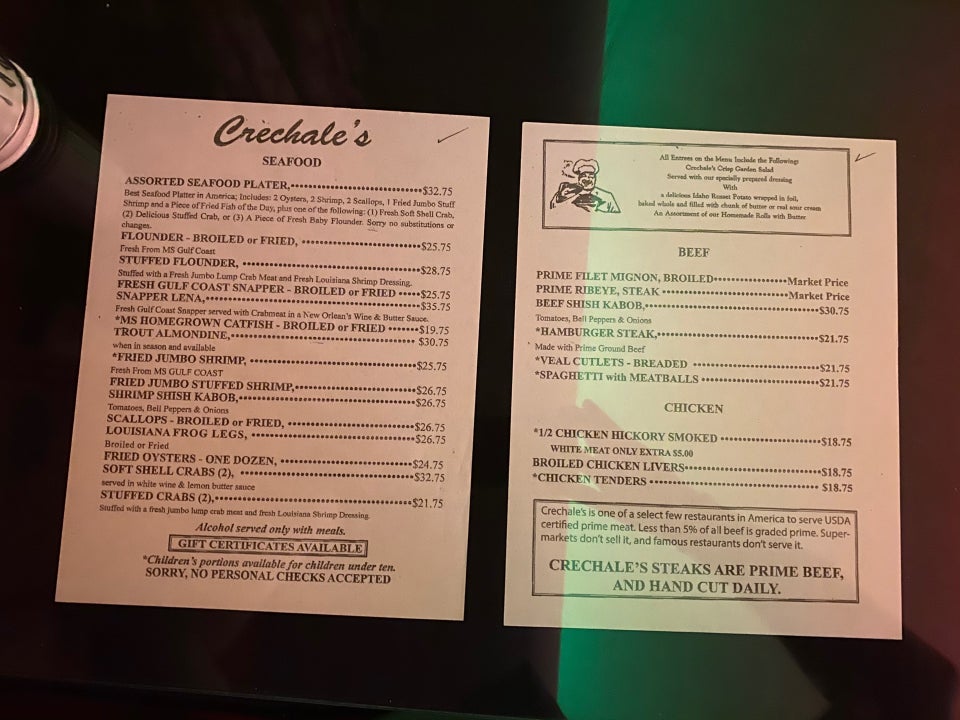 Crechale's
SEAFOOD
ASSORTED SEAFOOD PLATER, $32.75
Best Seafood Platter in America; Includes: 2 Oysters, 2 Shrimp, 2 Scallops, 1 Fried Jumbo Stuff
Shrimp and a Piece of Fried Fish of the Day, plus one of the following: (1) Fresh Soft Shell Crab,
(2) Delicious Stuffed Crab, or (3) A Piece of Fresh Baby Flounder. Sorry no substitutions or
changes.
FLOUNDER - BROILED or FRIED, $25.75
Fresh From MS Gulf Coast
STUFFED FLOUNDER, $28.75
Stuffed with a Fresh Jumbo Lump Crab Meat and Fresh Louisiana Shrimp Dressing.
FRESH GULF COAST SNAPPER - BROILED or FRIED $25.75
SNAPPER LENA, $35.75
Fresh Gulf Coast Snapper served with Crabmeat in a New Orlean's Wine & Butter Sauce.
*MS HOMEGROWN CATFISH - BROILED or FRIED $19.75
TROUT ALMONDINE, $30.75
when in season and available
*FRIED JUMBO SHRIMP, $25.75
Fresh From MS GULF COAST
FRIED JUMBO STUFFED SHRIMP, $26.75
SHRIMP SHISH KABOB, $26.75
Tomatoes, Bell Peppers & Onions
SCALLOPS - BROILED or FRIED, $26.75
LOUISIANA FROG LEGS, $26.75
Broiled or Fried
FRIED OYSTERS - ONE DOZEN, $24.75
SOFT SHELL CRABS (2), $32.75
served in white wine & lemon butter sauce
STUFFED CRABS (2), $21.75
Stuffed with a fresh jumbo lump crab meat and fresh Louisiana Shrimp Dressing.
Alcohol served only with meals.
GIFT CERTIFICATES AVAILABLE
*Children's portions available for children under ten.
SORRY, NO PERSONAL CHECKS ACCEPTED
All Entrees on the Menu Include the Following:
Crechale's Crisp Garden Salad
Served with our specially prepared dressing
With
a delicious Idaho Russet Potato wrapped in foil,
baked whole and filled with chunk of butter or real sour cream
An Assortment of our Homemade Rolls with Butter
BEEF
PRIME FILET MIGNON, BROILED Market Price
PRIME RIBEYE, STEAK Market Price
BEEF SHISH KABOB, $30.75
Tomatoes, Bell Peppers & Onions
*HAMBURGER STEAK, $21.75
Made with Prime Ground Beef
*VEAL CUTLETS - BREADED $21.75
*SPAGHETTI with MEATBALLS $21.75
CHICKEN
*1/2 CHICKEN HICKORY SMOKED $18.75
WHITE MEAT ONLY EXTRA $5.00
BROILED CHICKEN LIVERS $18.75
*CHICKEN TENDERS $18.75
Crechale's is one of a select few restaurants in America to serve USDA
certified prime meat. Less than 5% of all beef is graded prime. Super-
markets don't sell it, and famous restaurants don't serve it.
CRECHALE'S STEAKS ARE PRIME BEEF,
AND HAND CUT DAILY.